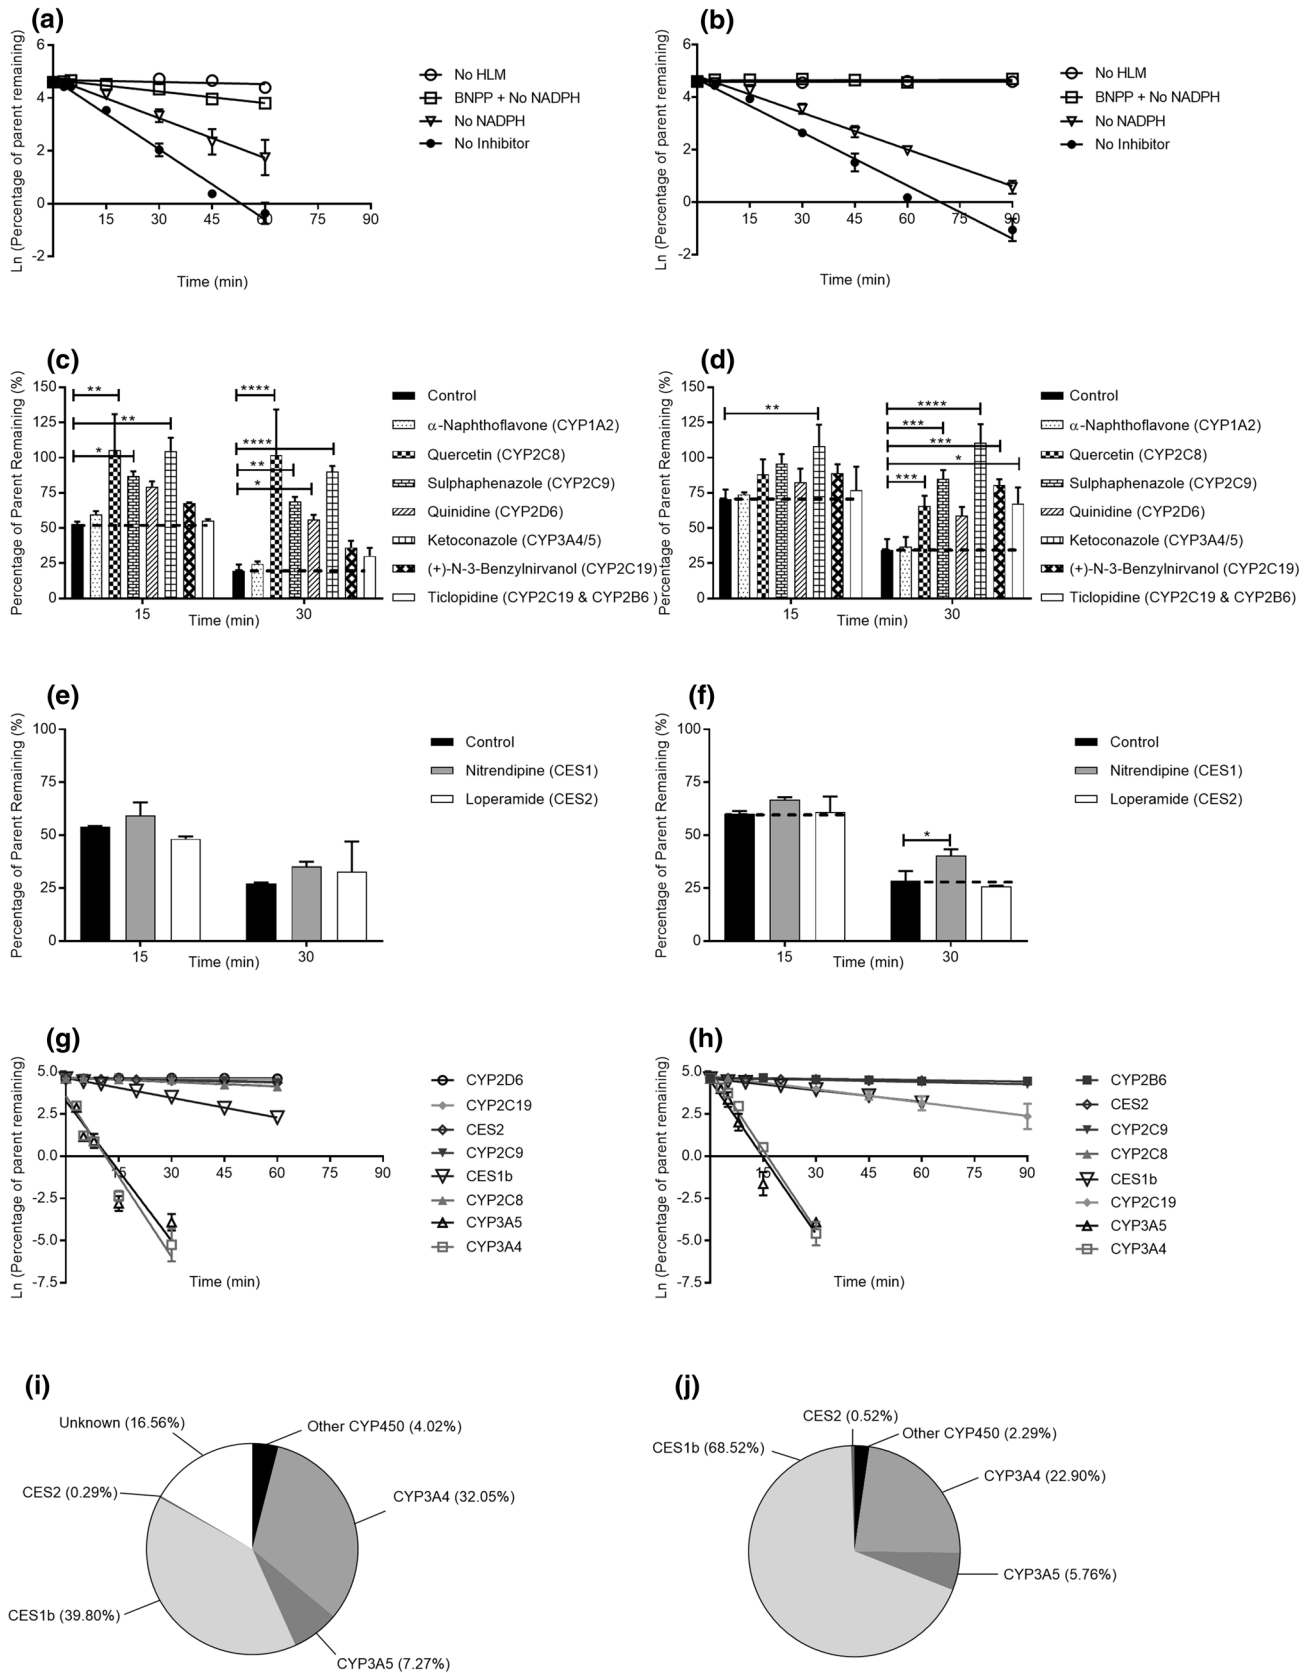 (a)
Ln (Percentage of parent remaining)
6
4
2
0
-2
15 30 45 60 75 90
Time (min)
No HLM
BNPP + No NADPH
No NADPH
No Inhibitor
(b)
Ln (Percentage of parent remaining)
6
4
2
0
-2
15 30 45 60 75 90
Time (min)
No HLM
BNPP + No NADPH
No NADPH
No Inhibitor
(c)
Percentage of Parent Remaining (%)
150
125
100
75
50
25
0
** ** * **** **** ** *
15 30
Time (min)
Control
α-Naphthoflavone (CYP1A2)
Quercetin (CYP2C8)
Sulphaphenazole (CYP2C9)
Quinidine (CYP2D6)
Ketoconazole (CYP3A4/5)
(+)-N-3-Benzylnirvanol (CYP2C19)
Ticlopidine (CYP2C19 & CYP2B6 )
(d)
Percentage of Parent Remaining (%)
150
125
100
75
50
25
0
** **** *** *** * ***
15 30
Time (min)
Control
α-Naphthoflavone (CYP1A2)
Quercetin (CYP2C8)
Sulphaphenazole (CYP2C9)
Quinidine (CYP2D6)
Ketoconazole (CYP3A4/5)
(+)-N-3-Benzylnirvanol (CYP2C19)
Ticlopidine (CYP2C19 & CYP2B6)
(e)
Percentage of Parent Remaining (%)
100
75
50
25
0
15 30
Time (min)
Control
Nitrendipine (CES1)
Loperamide (CES2)
(f)
Percentage of Parent Remaining (%)
100
75
50
25
0
*
15 30
Time (min)
Control
Nitrendipine (CES1)
Loperamide (CES2)
(g)
Ln (Percentage of parent remaining)
5.0
2.5
0.0
-2.5
-5.0
-7.5
15 30 45 60 75 90
Time (min)
CYP2D6
CYP2C19
CES2
CYP2C9
CES1b
CYP2C8
CYP3A5
CYP3A4
(h)
Ln (Percentage of parent remaining)
5.0
2.5
0.0
-2.5
-5.0
-7.5
15 30 45 60 75 90
Time (min)
CYP2B6
CES2
CYP2C9
CYP2C8
CES1b
CYP2C19
CYP3A5
CYP3A4
(i)
Unknown (16.56%)
Other CYP450 (4.02%)
CES2 (0.29%)
CYP3A4 (32.05%)
CES1b (39.80%)
CYP3A5 (7.27%)
(j)
CES2 (0.52%)
Other CYP450 (2.29%)
CES1b (68.52%)
CYP3A4 (22.90%)
CYP3A5 (5.76%)